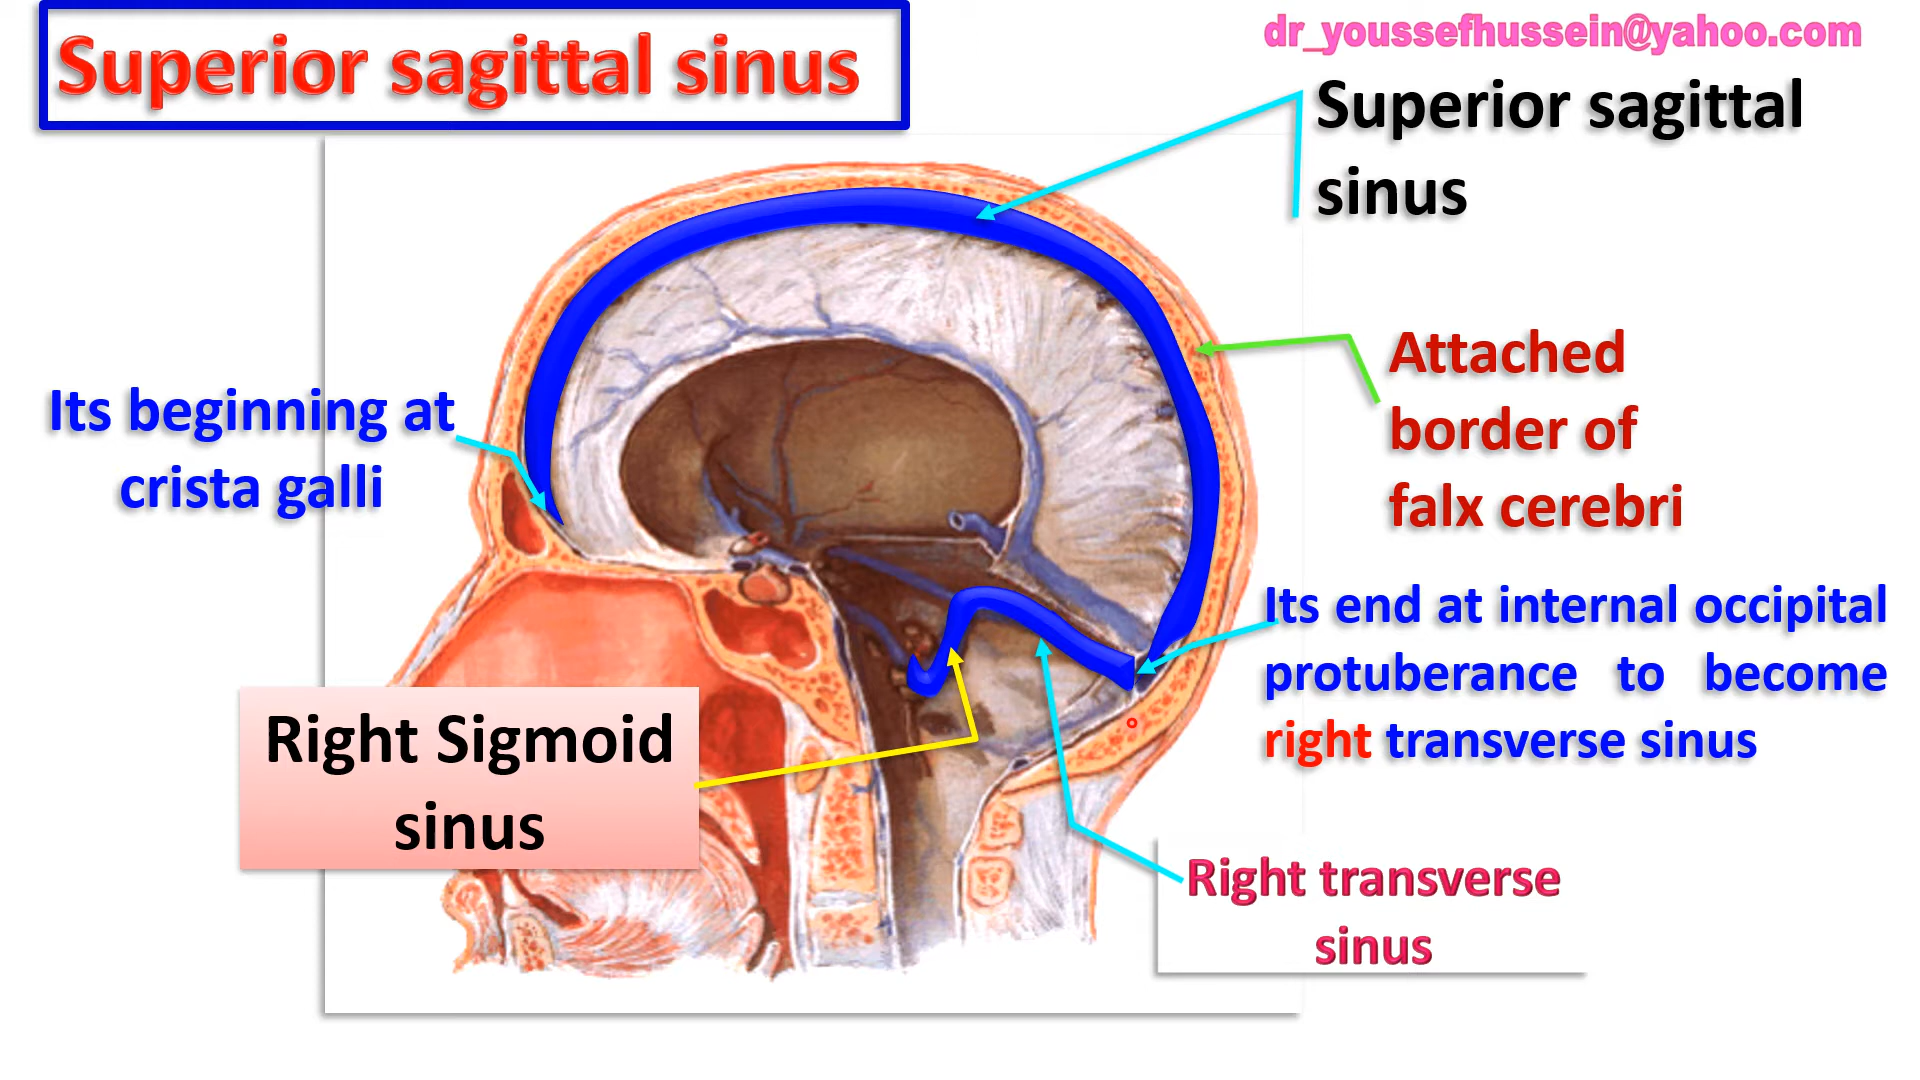 Superior sagittal sinus
dr_youssefhussein@yahoo.com
Superior sagittal
sinus
Attached
border of
falx cerebri
Its beginning at
crista galli
Its end at internal occipital
protuberance to become
right transverse sinus
Right Sigmoid
sinus
Right transverse
sinus